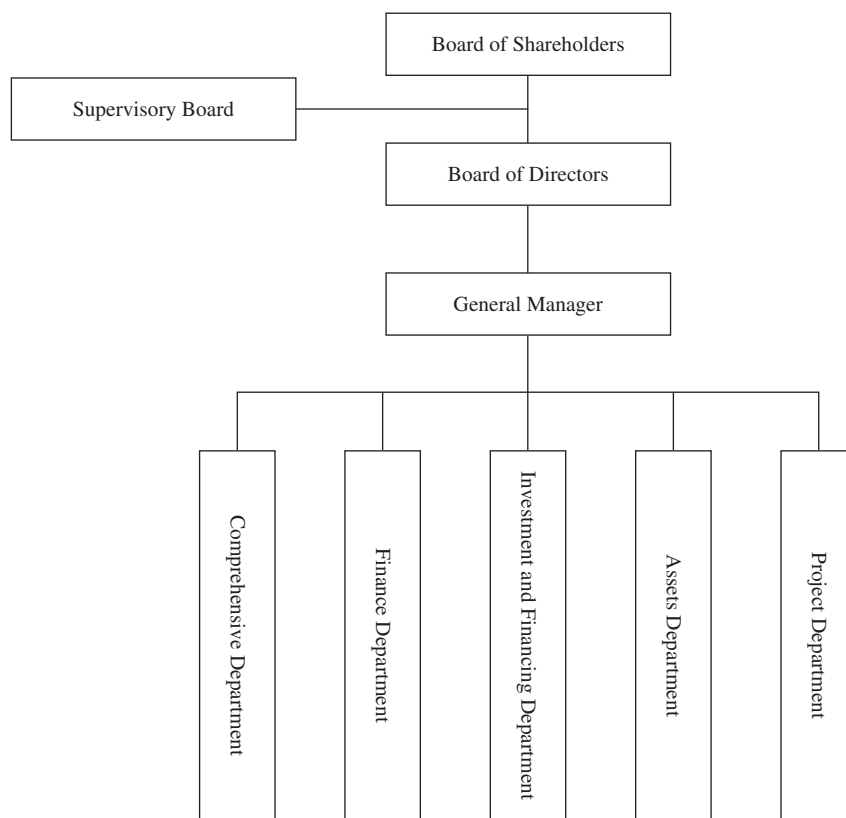 Board of Shareholders
Supervisory Board
Board of Directors
General Manager
Comprehensive Department
Finance Department
Investment and Financing Department
Assets Department
Project Department